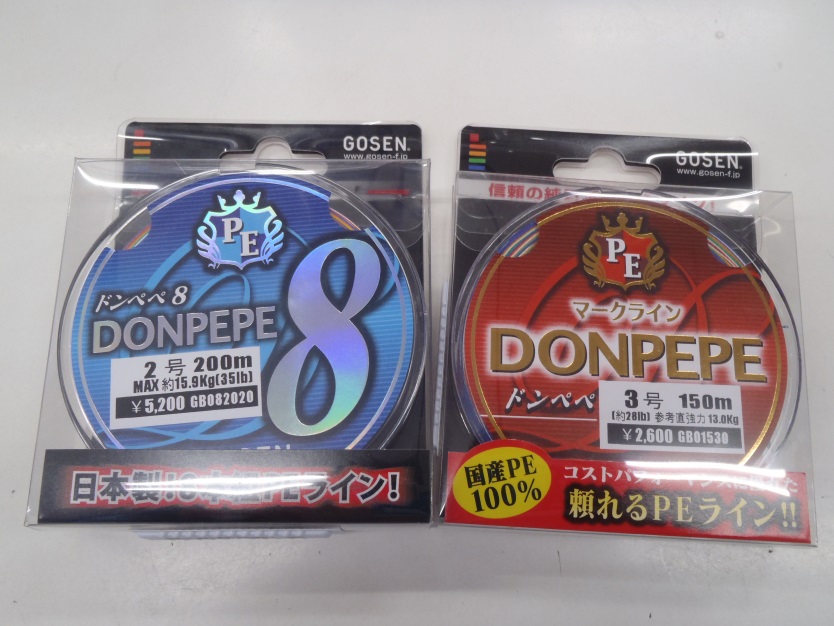 GOSEN
www.gosen-f.jp
PE
ドンペペ 8
DONPEPE 8
2号 200m
MAX 約15.9Kg(35lb)
¥5,200 GB082020
日本製!8本組PEライン!
GOSEN
www.gosen-f.jp
信頼の
PE
マークライン
DONPEPE
ドンペペ
3号 150m
(約28lb) 参考直強力 13.0Kg
¥2,600 GB01530
国産PE
100%
コストパフォーマンスに
頼れるPEライン!!